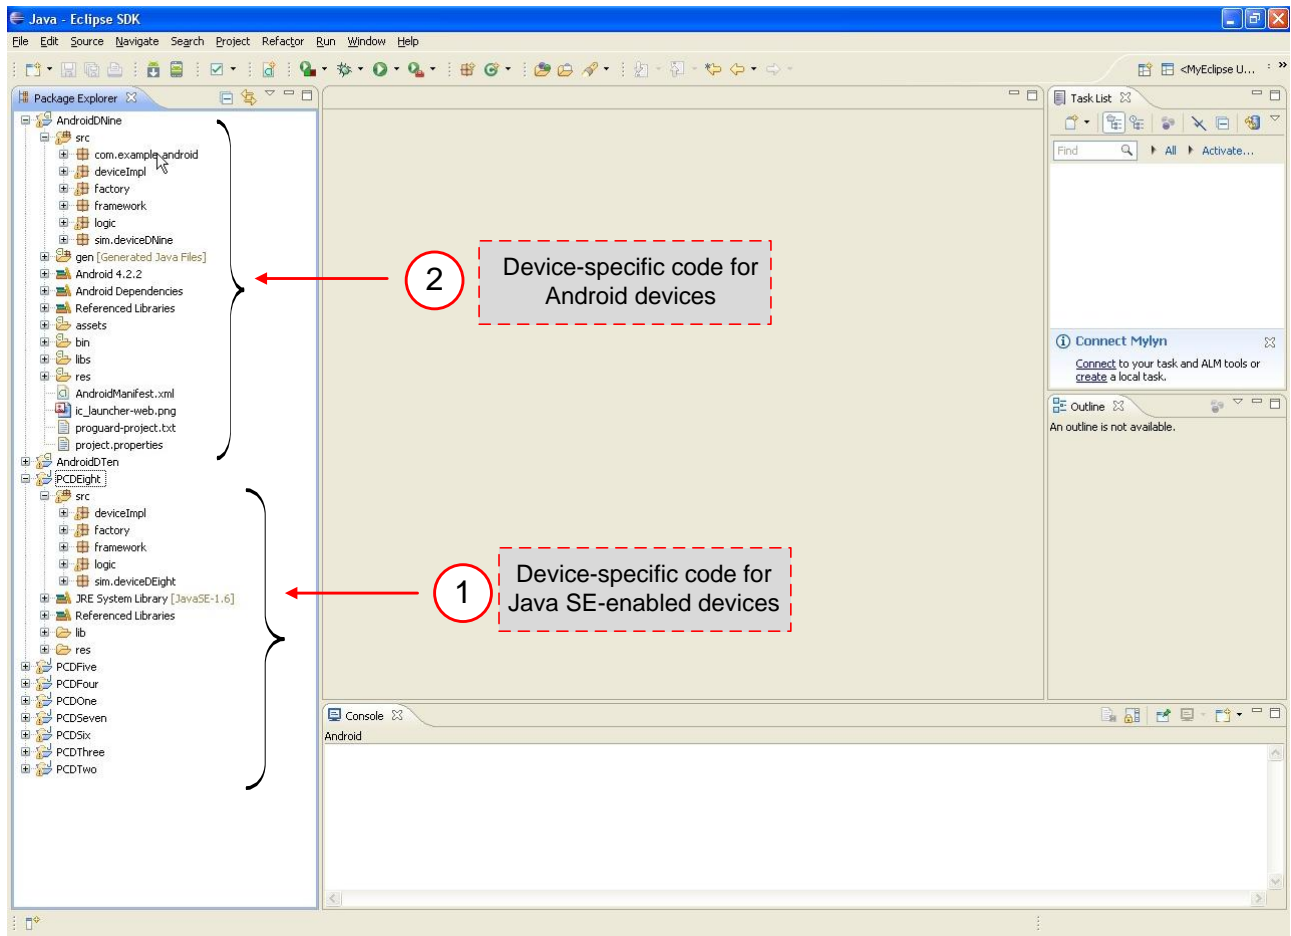 Java - Eclipse SDK
File Edit Source Navigate Search Project Refactor Run Window Help
<MyEclipse U...
Package Explorer
AndroidDNine
src
com.example.android
deviceImpl
factory
framework
logic
sim.deviceDNine
gen [Generated Java Files]
Android 4.2.2
Android Dependencies
Referenced Libraries
assets
bin
libs
res
AndroidManifest.xml
ic_launcher-web.png
proguard-project.txt
project.properties
AndroidDTen
PCDEight
src
deviceImpl
factory
framework
logic
sim.deviceDEight
JRE System Library [JavaSE-1.6]
Referenced Libraries
lib
res
PCDFive
PCDFour
PCDOne
PCDSeven
PCDSix
PCDThree
PCDTwo
2
Device-specific code for
Android devices
1
Device-specific code for
Java SE-enabled devices
Task List
Find All Activate...
Connect Mylyn
Connect to your task and ALM tools or
create a local task.
Outline
An outline is not available.
Console
Android